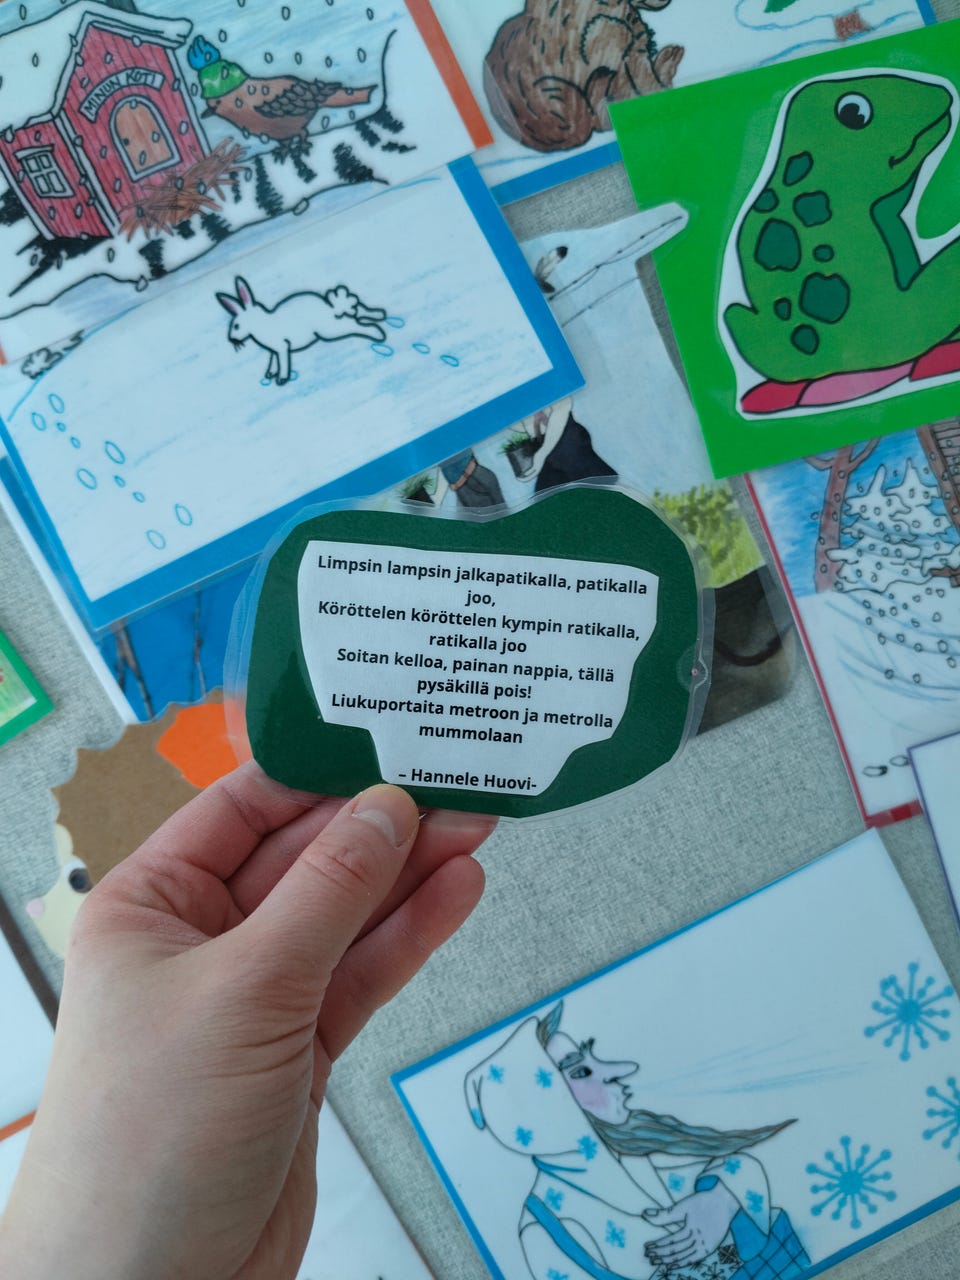 MINUN KOTI
Limpsin lampsin jalkapatikalla, patikalla
joo,
Köröttelen köröttelen kympin ratikalla,
ratikalla joo
Soitan kelloa, painan nappia, tällä
pysäkillä pois!
Liukuportaita metroon ja metrolla
mummolaan
– Hannele Huovi-